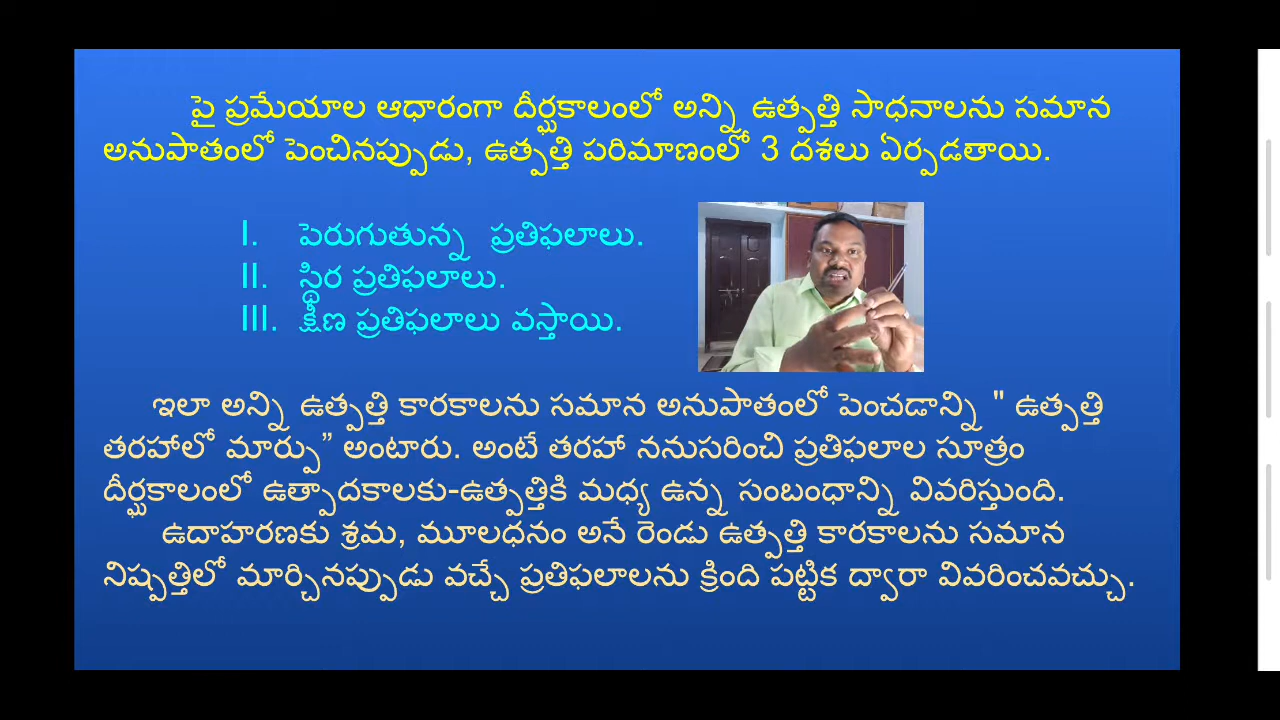 పై ప్రమేయాల ఆధారంగా దీర్ఘకాలంలో అన్ని ఉత్పత్తి సాధనాలను సమాన
అనుపాతంలో పెంచినప్పుడు, ఉత్పత్తి పరిమాణంలో 3 దశలు ఏర్పడతాయి.
I. పెరుగుతున్న ప్రతిఫలాలు.
II. స్థిర ప్రతిఫలాలు.
III. క్షీణ ప్రతిఫలాలు వస్తాయి.
ఇలా అన్ని ఉత్పత్తి కారకాలను సమాన అనుపాతంలో పెంచడాన్ని " ఉత్పత్తి
తరహాలో మార్పు” అంటారు. అంటే తరహా ననుసరించి ప్రతిఫలాల సూత్రం
దీర్ఘకాలంలో ఉత్పాదకాలకు-ఉత్పత్తికి మధ్య ఉన్న సంబంధాన్ని వివరిస్తుంది.
ఉదాహరణకు శ్రమ, మూలధనం అనే రెండు ఉత్పత్తి కారకాలను సమాన
నిష్పత్తిలో మార్చినప్పుడు వచ్చే ప్రతిఫలాలను క్రింది పట్టిక ద్వారా వివరించవచ్చు.